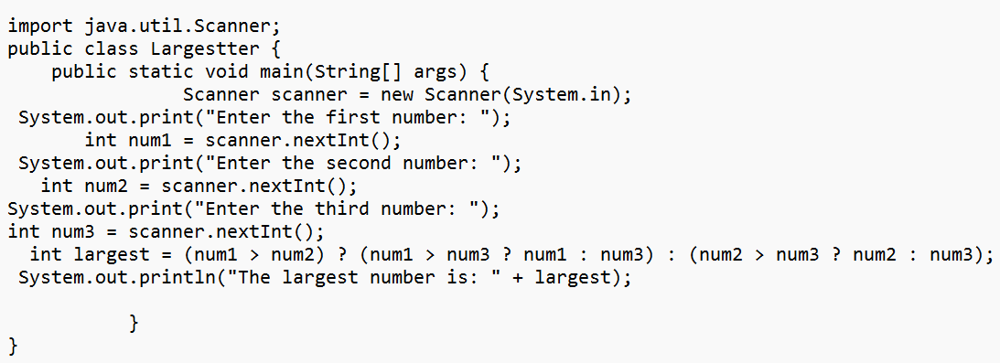 import java.util.Scanner;
public class Largestter {
    public static void main(String[] args) {
                Scanner scanner = new Scanner(System.in);
 System.out.print("Enter the first number: ");
       int num1 = scanner.nextInt();
 System.out.print("Enter the second number: ");
   int num2 = scanner.nextInt();
System.out.print("Enter the third number: ");
int num3 = scanner.nextInt();
  int largest = (num1 > num2) ? (num1 > num3 ? num1 : num3) : (num2 > num3 ? num2 : num3);
 System.out.println("The largest number is: " + largest);

           }
}